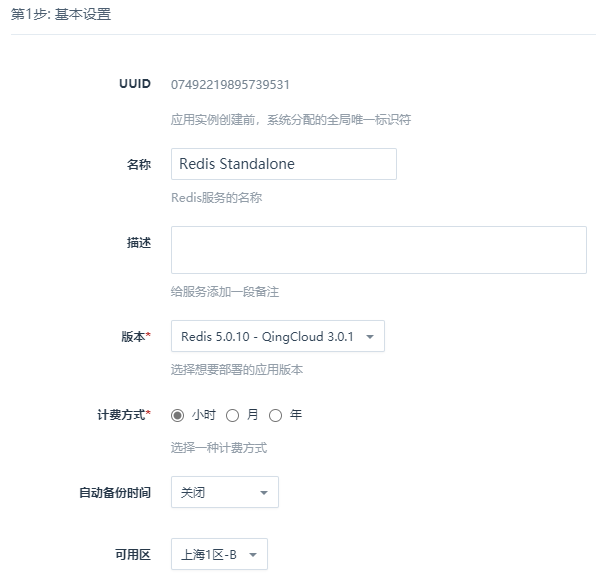 第1步: 基本设置
UUID 07492219895739531
应用实例创建前，系统分配的全局唯一标识符
名称 Redis Standalone
Redis服务的名称
描述
给服务添加一段备注
版本* Redis 5.0.10 - QingCloud 3.0.1
选择想要部署的应用版本
计费方式* 小时 月 年
选择一种计费方式
自动备份时间 关闭
可用区 上海1区-B